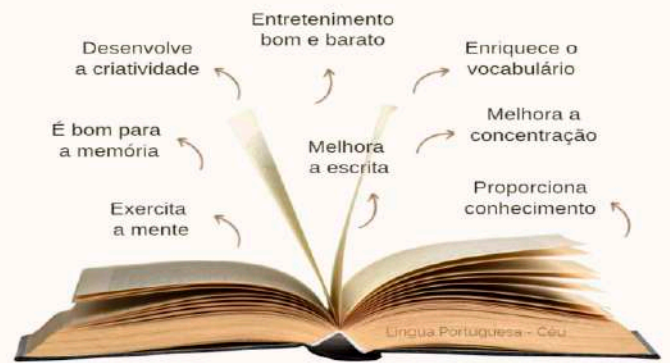 Entretenimento
bom e barato
Desenvolve
a criatividade
Enriquece o
vocabulário
É bom para
a memória
Melhora
a escrita
Melhora a
concentração
Exercita
a mente
Proporciona
conhecimento
Língua Portuguesa - Céu